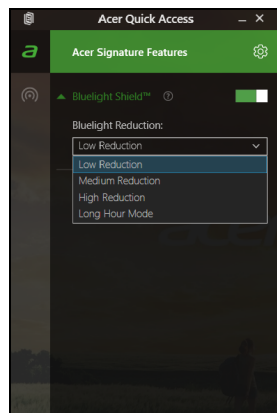 Acer Quick Access
a
Acer Signature Features
Bluelight Shield™
Bluelight Reduction:
Low Reduction
Low Reduction
Medium Reduction
High Reduction
Long Hour Mode
acer